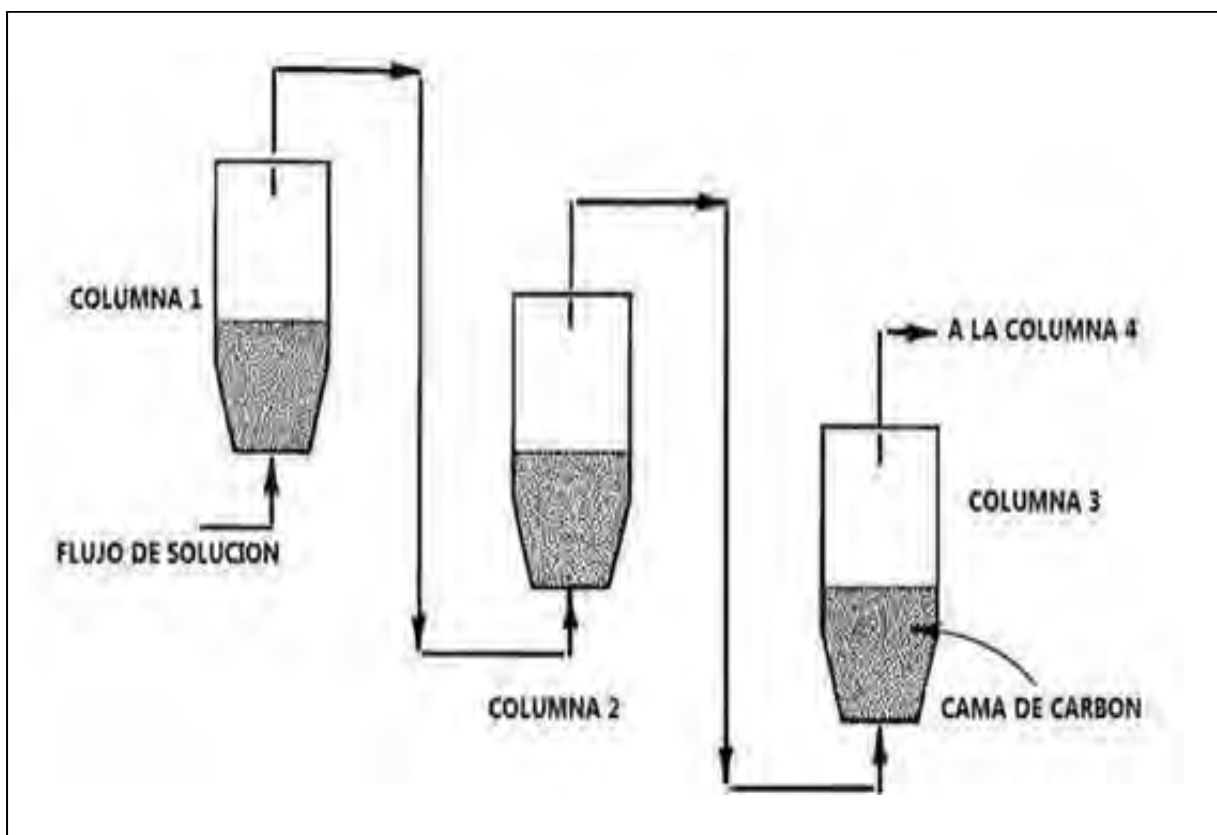 COLUMNA 1
FLUJO DE SOLUCION
COLUMNA 2
A LA COLUMNA 4
COLUMNA 3
CAMA DE CARBON